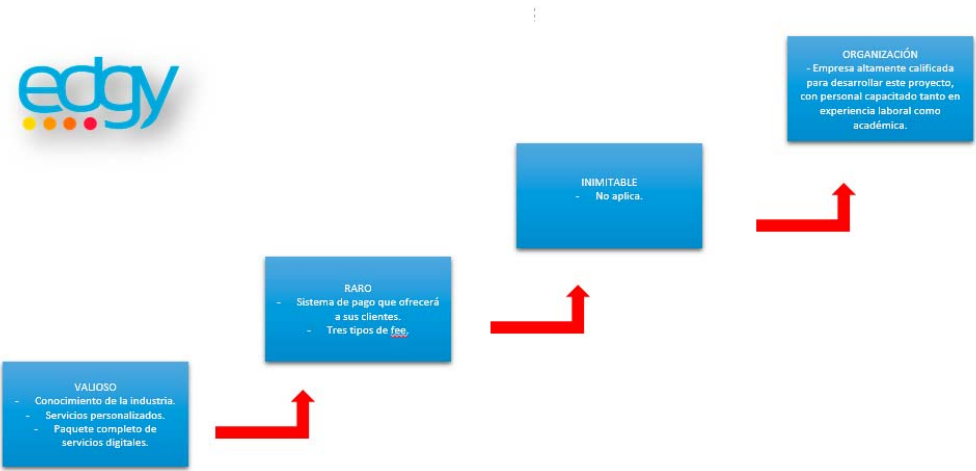 edgy
ORGANIZACIÓN
- Empresa altamente calificada
para desarrollar este proyecto,
con personal capacitado tanto en
experiencia laboral como
académica.
INIMITABLE
- No aplica.
RARO
- Sistema de pago que ofrecerá
a sus clientes.
- Tres tipos de fee.
VALIOSO
- Conocimiento de la industria.
- Servicios personalizados.
- Paquete completo de
servicios digitales.